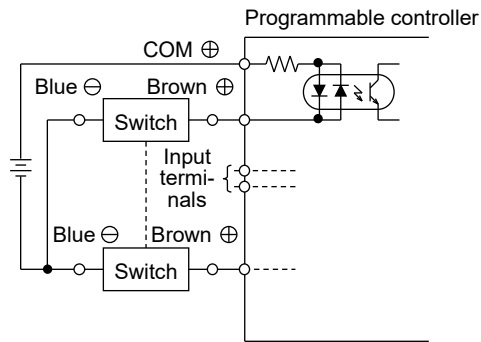 Programmable controller
COM ⊕
Blue ⊖ Brown ⊕
Switch
Input
termi-
nals
Blue ⊖ Brown ⊕
Switch